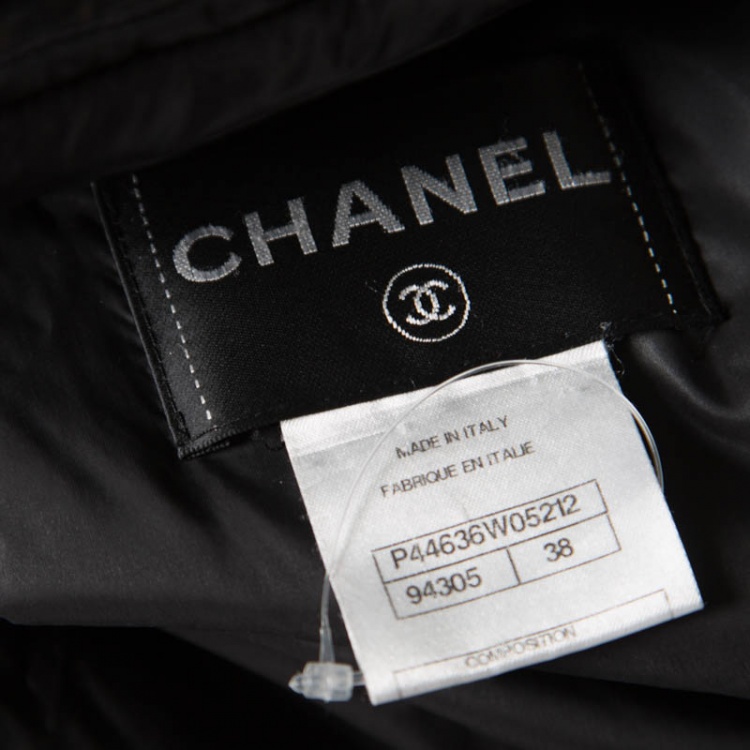 CHANEL
MADE IN ITALY
FABRIQUE EN ITALIE
P44636W05212
94305 38
COMPOSITION